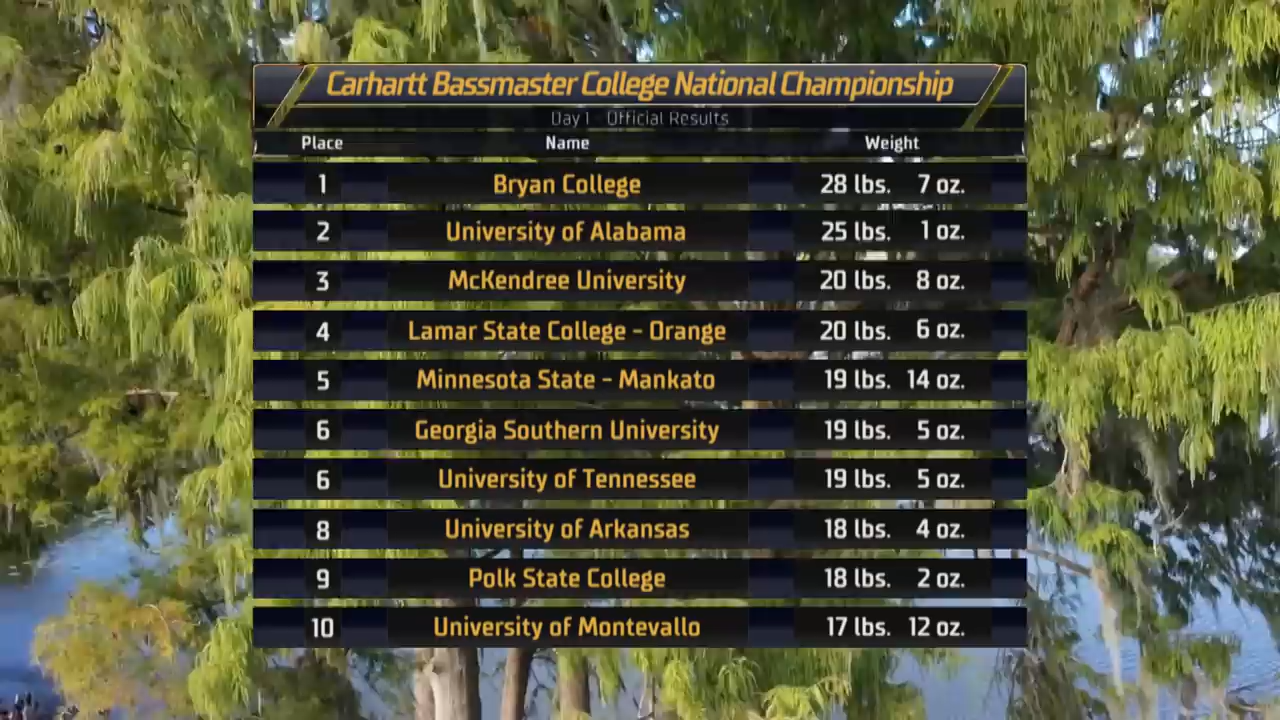 Carhartt Bassmaster College National Championship
Day 1 - Official Results
Place Name Weight
1 Bryan College 28 lbs. 7 oz.
2 University of Alabama 25 lbs. 1 oz.
3 McKendree University 20 lbs. 8 oz.
4 Lamar State College - Orange 20 lbs. 6 oz.
5 Minnesota State - Mankato 19 lbs. 14 oz.
6 Georgia Southern University 19 lbs. 5 oz.
6 University of Tennessee 19 lbs. 5 oz.
8 University of Arkansas 18 lbs. 4 oz.
9 Polk State College 18 lbs. 2 oz.
10 University of Montevallo 17 lbs. 12 oz.